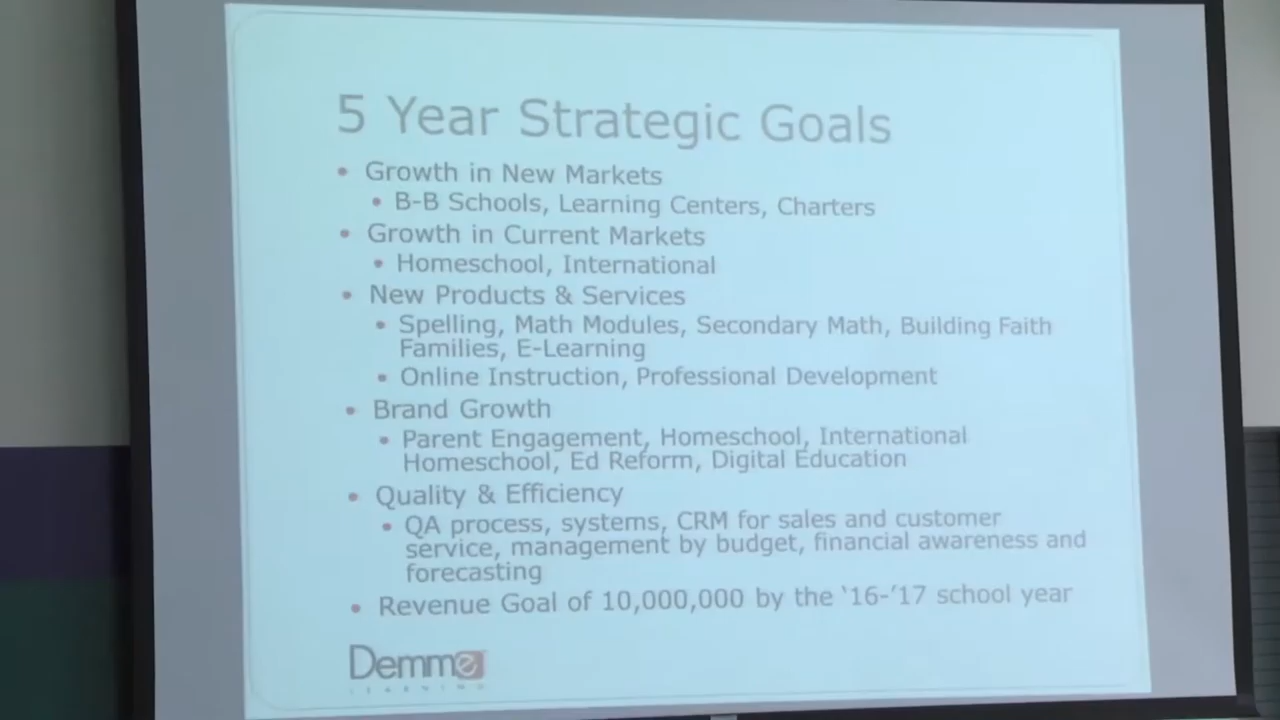 5 Year Strategic Goals
• Growth in New Markets
• B-B Schools, Learning Centers, Charters
• Growth in Current Markets
• Homeschool, International
• New Products & Services
• Spelling, Math Modules, Secondary Math, Building Faith
Families, E-Learning
• Online Instruction, Professional Development
• Brand Growth
• Parent Engagement, Homeschool, International
Homeschool, Ed Reform, Digital Education
• Quality & Efficiency
• QA process, systems, CRM for sales and customer
service, management by budget, financial awareness and
forecasting
• Revenue Goal of 10,000,000 by the ‘16-’17 school year
Demme
LEARNING